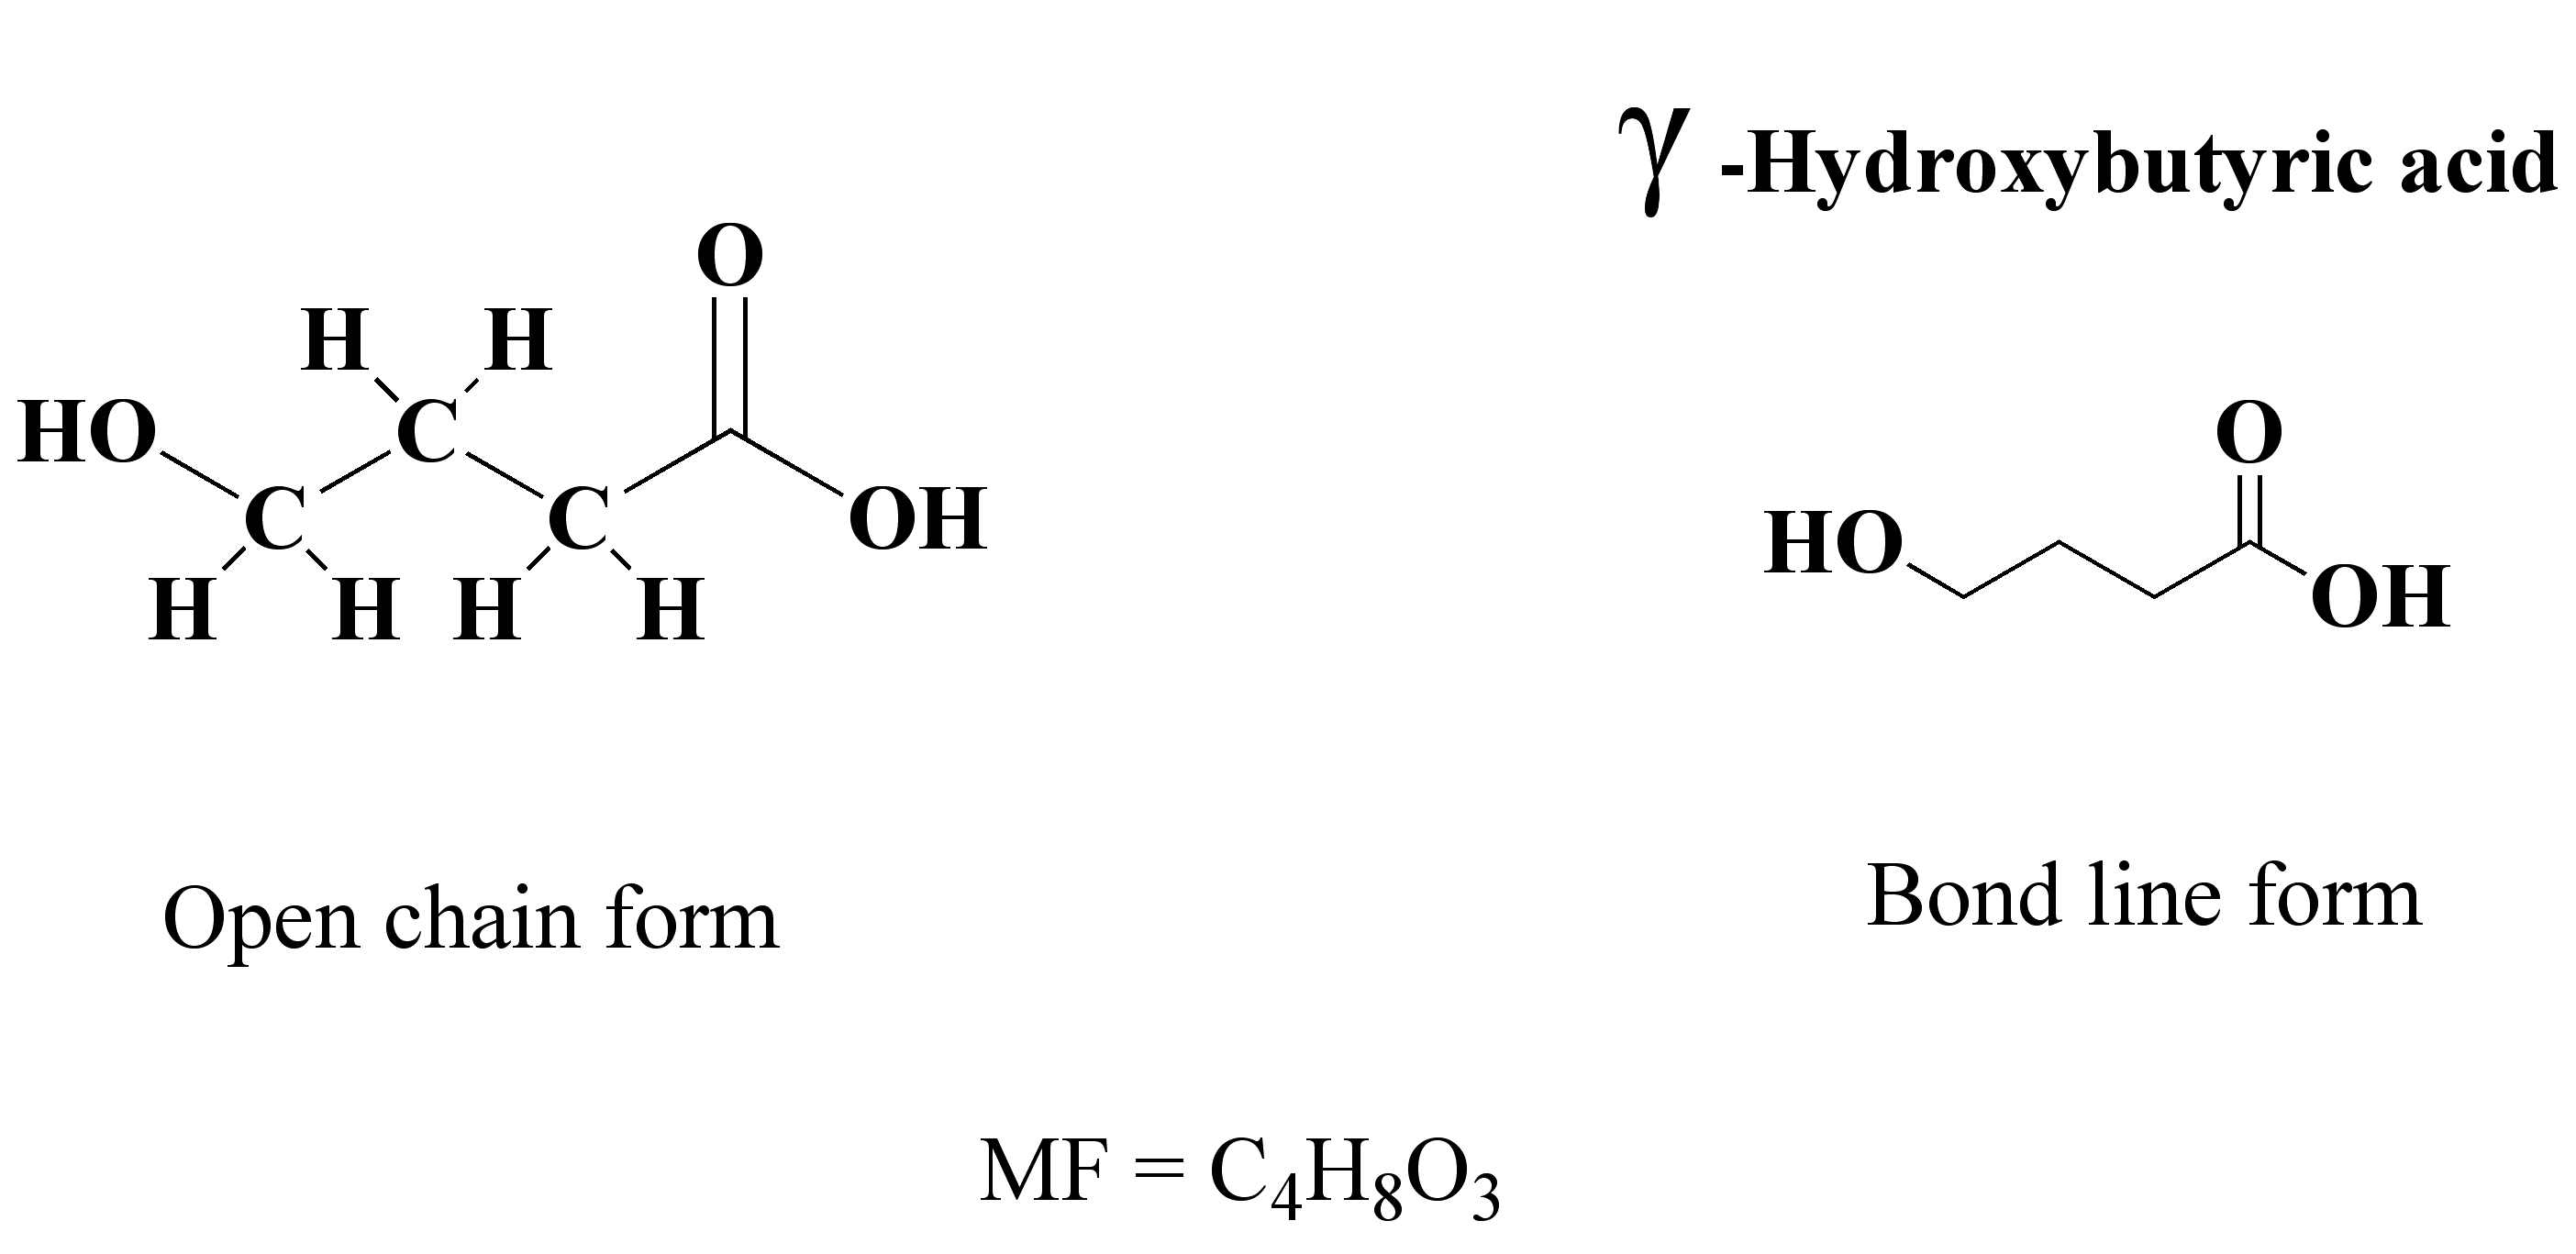 γ -Hydroxybutyric acid
O
H H
HO C
C C OH
H H H H
O
HO
OH
Open chain form
Bond line form
MF = C₄H₈O₃